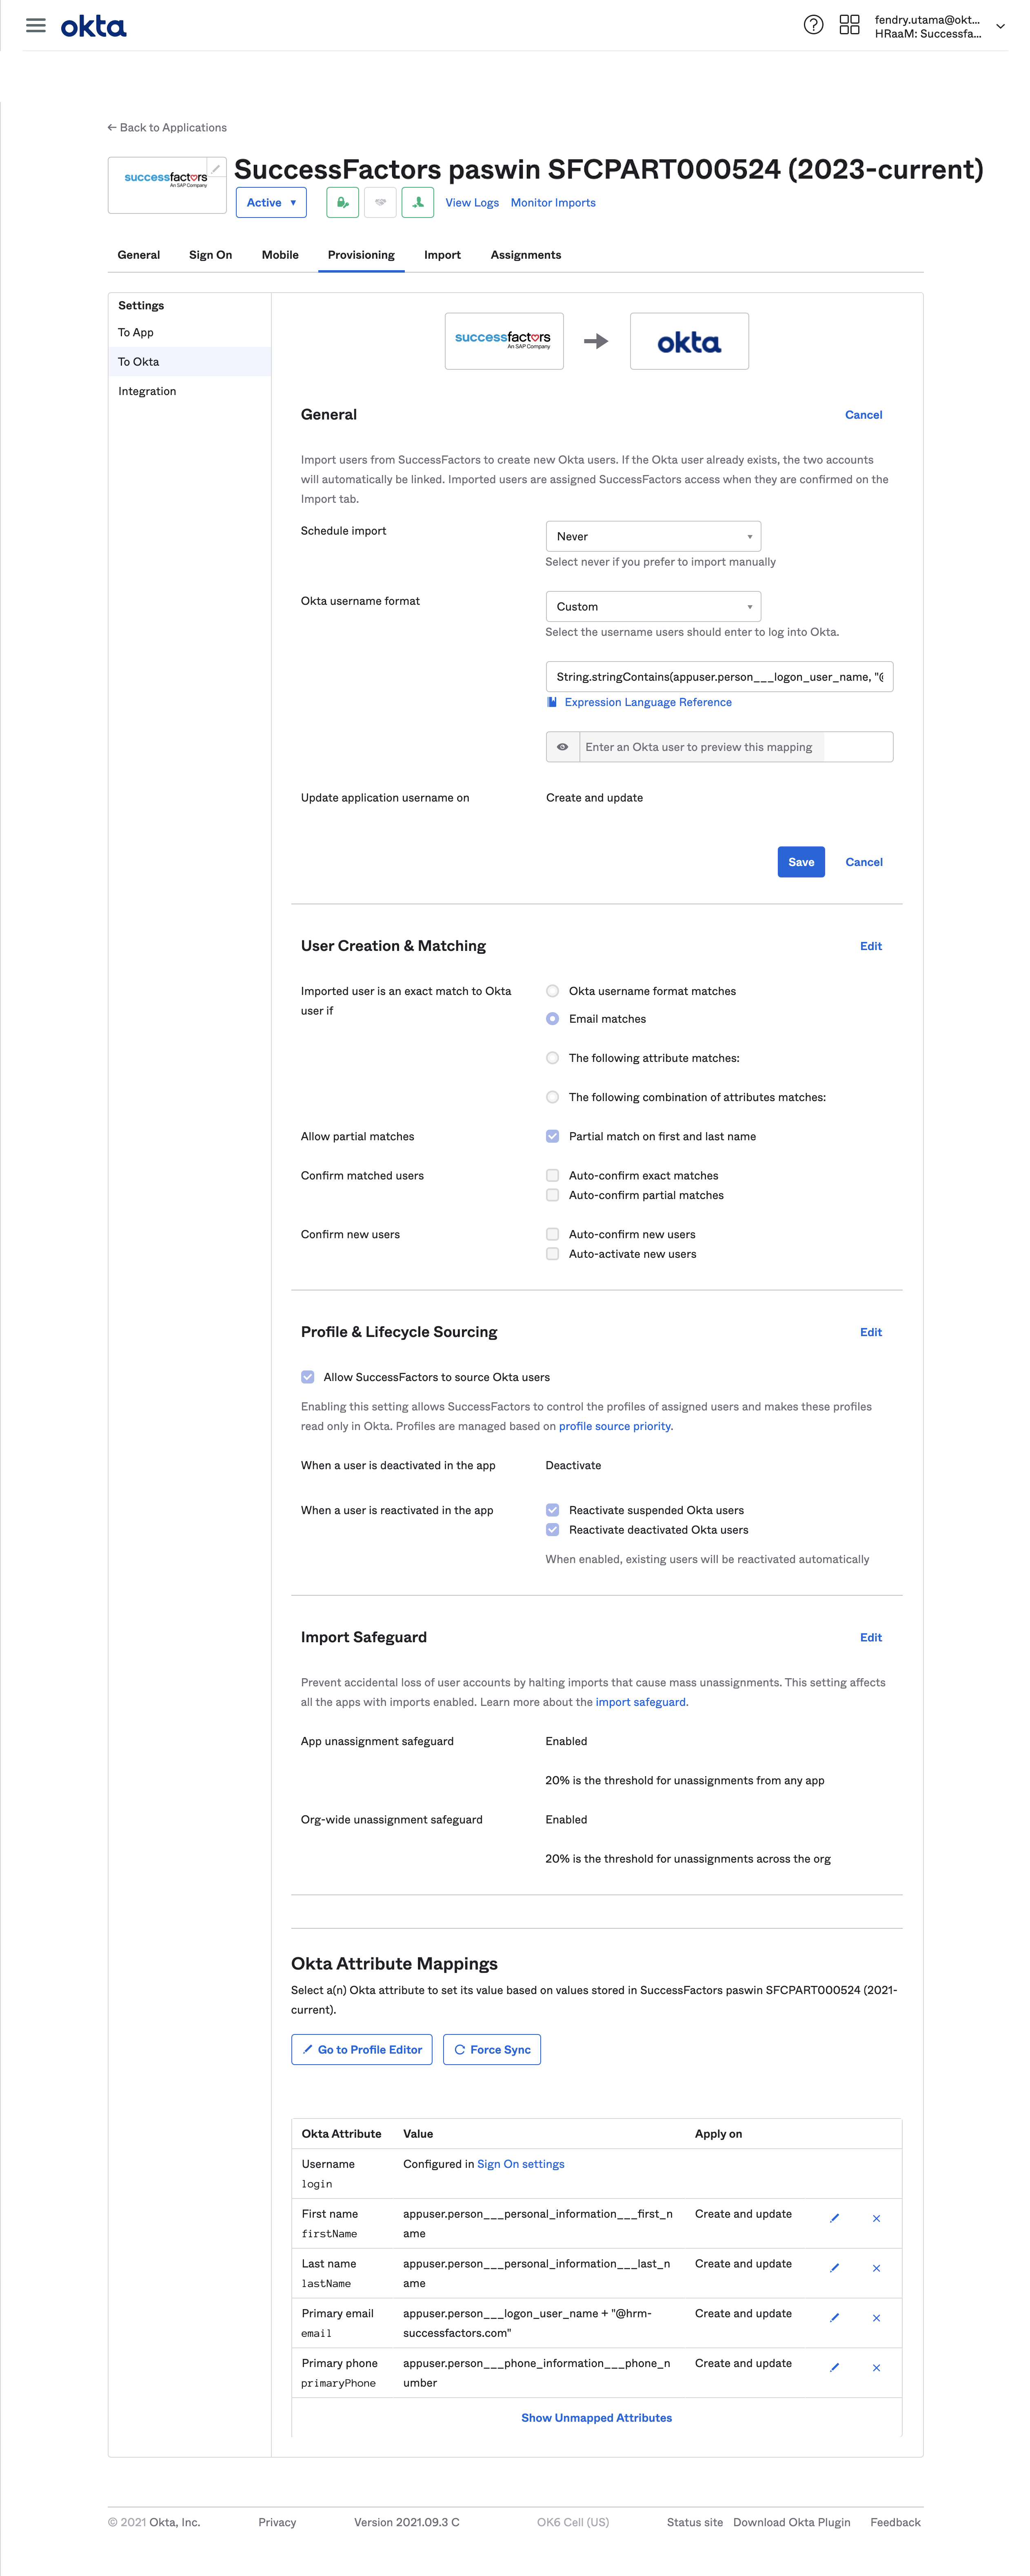 okta
fendry.utama@okt...
HRaaM: Successfa...
← Back to Applications
successfactors
An SAP Company
SuccessFactors paswin SFCPART000524 (2023-current)
Active ▼
View Logs Monitor Imports
General Sign On Mobile Provisioning Import Assignments
Settings
To App
To Okta
Integration
successfactors
An SAP Company
okta
General Cancel
Import users from SuccessFactors to create new Okta users. If the Okta user already exists, the two accounts
will automatically be linked. Imported users are assigned SuccessFactors access when they are confirmed on the
Import tab.
Schedule import Never
Select never if you prefer to import manually
Okta username format Custom
Select the username users should enter to log into Okta.
String.stringContains(appuser.person___logon_user_name, "@
Expression Language Reference
Enter an Okta user to preview this mapping
Update application username on Create and update
Save Cancel
User Creation & Matching Edit
Imported user is an exact match to Okta
user if
Okta username format matches
Email matches
The following attribute matches:
The following combination of attributes matches:
Allow partial matches Partial match on first and last name
Confirm matched users Auto-confirm exact matches
Auto-confirm partial matches
Confirm new users Auto-confirm new users
Auto-activate new users
Profile & Lifecycle Sourcing Edit
Allow SuccessFactors to source Okta users
Enabling this setting allows SuccessFactors to control the profiles of assigned users and makes these profiles
read only in Okta. Profiles are managed based on profile source priority.
When a user is deactivated in the app Deactivate
When a user is reactivated in the app Reactivate suspended Okta users
Reactivate deactivated Okta users
When enabled, existing users will be reactivated automatically
Import Safeguard Edit
Prevent accidental loss of user accounts by halting imports that cause mass unassignments. This setting affects
all the apps with imports enabled. Learn more about the import safeguard.
App unassignment safeguard Enabled
20% is the threshold for unassignments from any app
Org-wide unassignment safeguard Enabled
20% is the threshold for unassignments across the org
Okta Attribute Mappings
Select a(n) Okta attribute to set its value based on values stored in SuccessFactors paswin SFCPART000524 (2021-
current).
Go to Profile Editor Force Sync
Okta Attribute Value Apply on
Username Configured in Sign On settings
login
First name appuser.person___personal_information___first_n Create and update
firstName ame
Last name appuser.person___personal_information___last_n Create and update
lastName ame
Primary email appuser.person___logon_user_name + "@hrm- Create and update
email successfactors.com"
Primary phone appuser.person___phone_information___phone_n Create and update
primaryPhone umber
Show Unmapped Attributes
© 2021 Okta, Inc. Privacy Version 2021.09.3 C OK6 Cell (US) Status site Download Okta Plugin Feedback